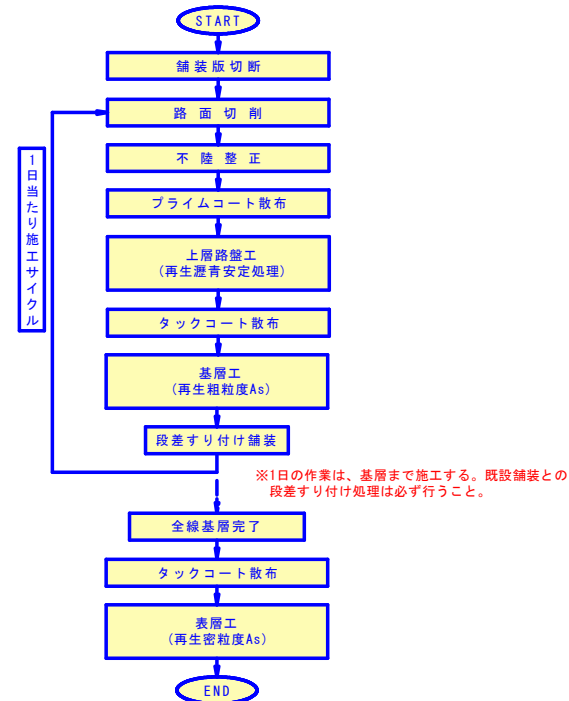 START
舗装版切断
路面切削
不陸整正
プライムコート散布
上層路盤工
(再生瀝青安定処理)
タックコート散布
基層工
(再生粗粒度As)
段差すり付け舗装
1日当たり施工サイクル
※1日の作業は、基層まで施工する。既設舗装との
段差すり付け処理は必ず行うこと。
全線基層完了
タックコート散布
表層工
(再生密粒度As)
END